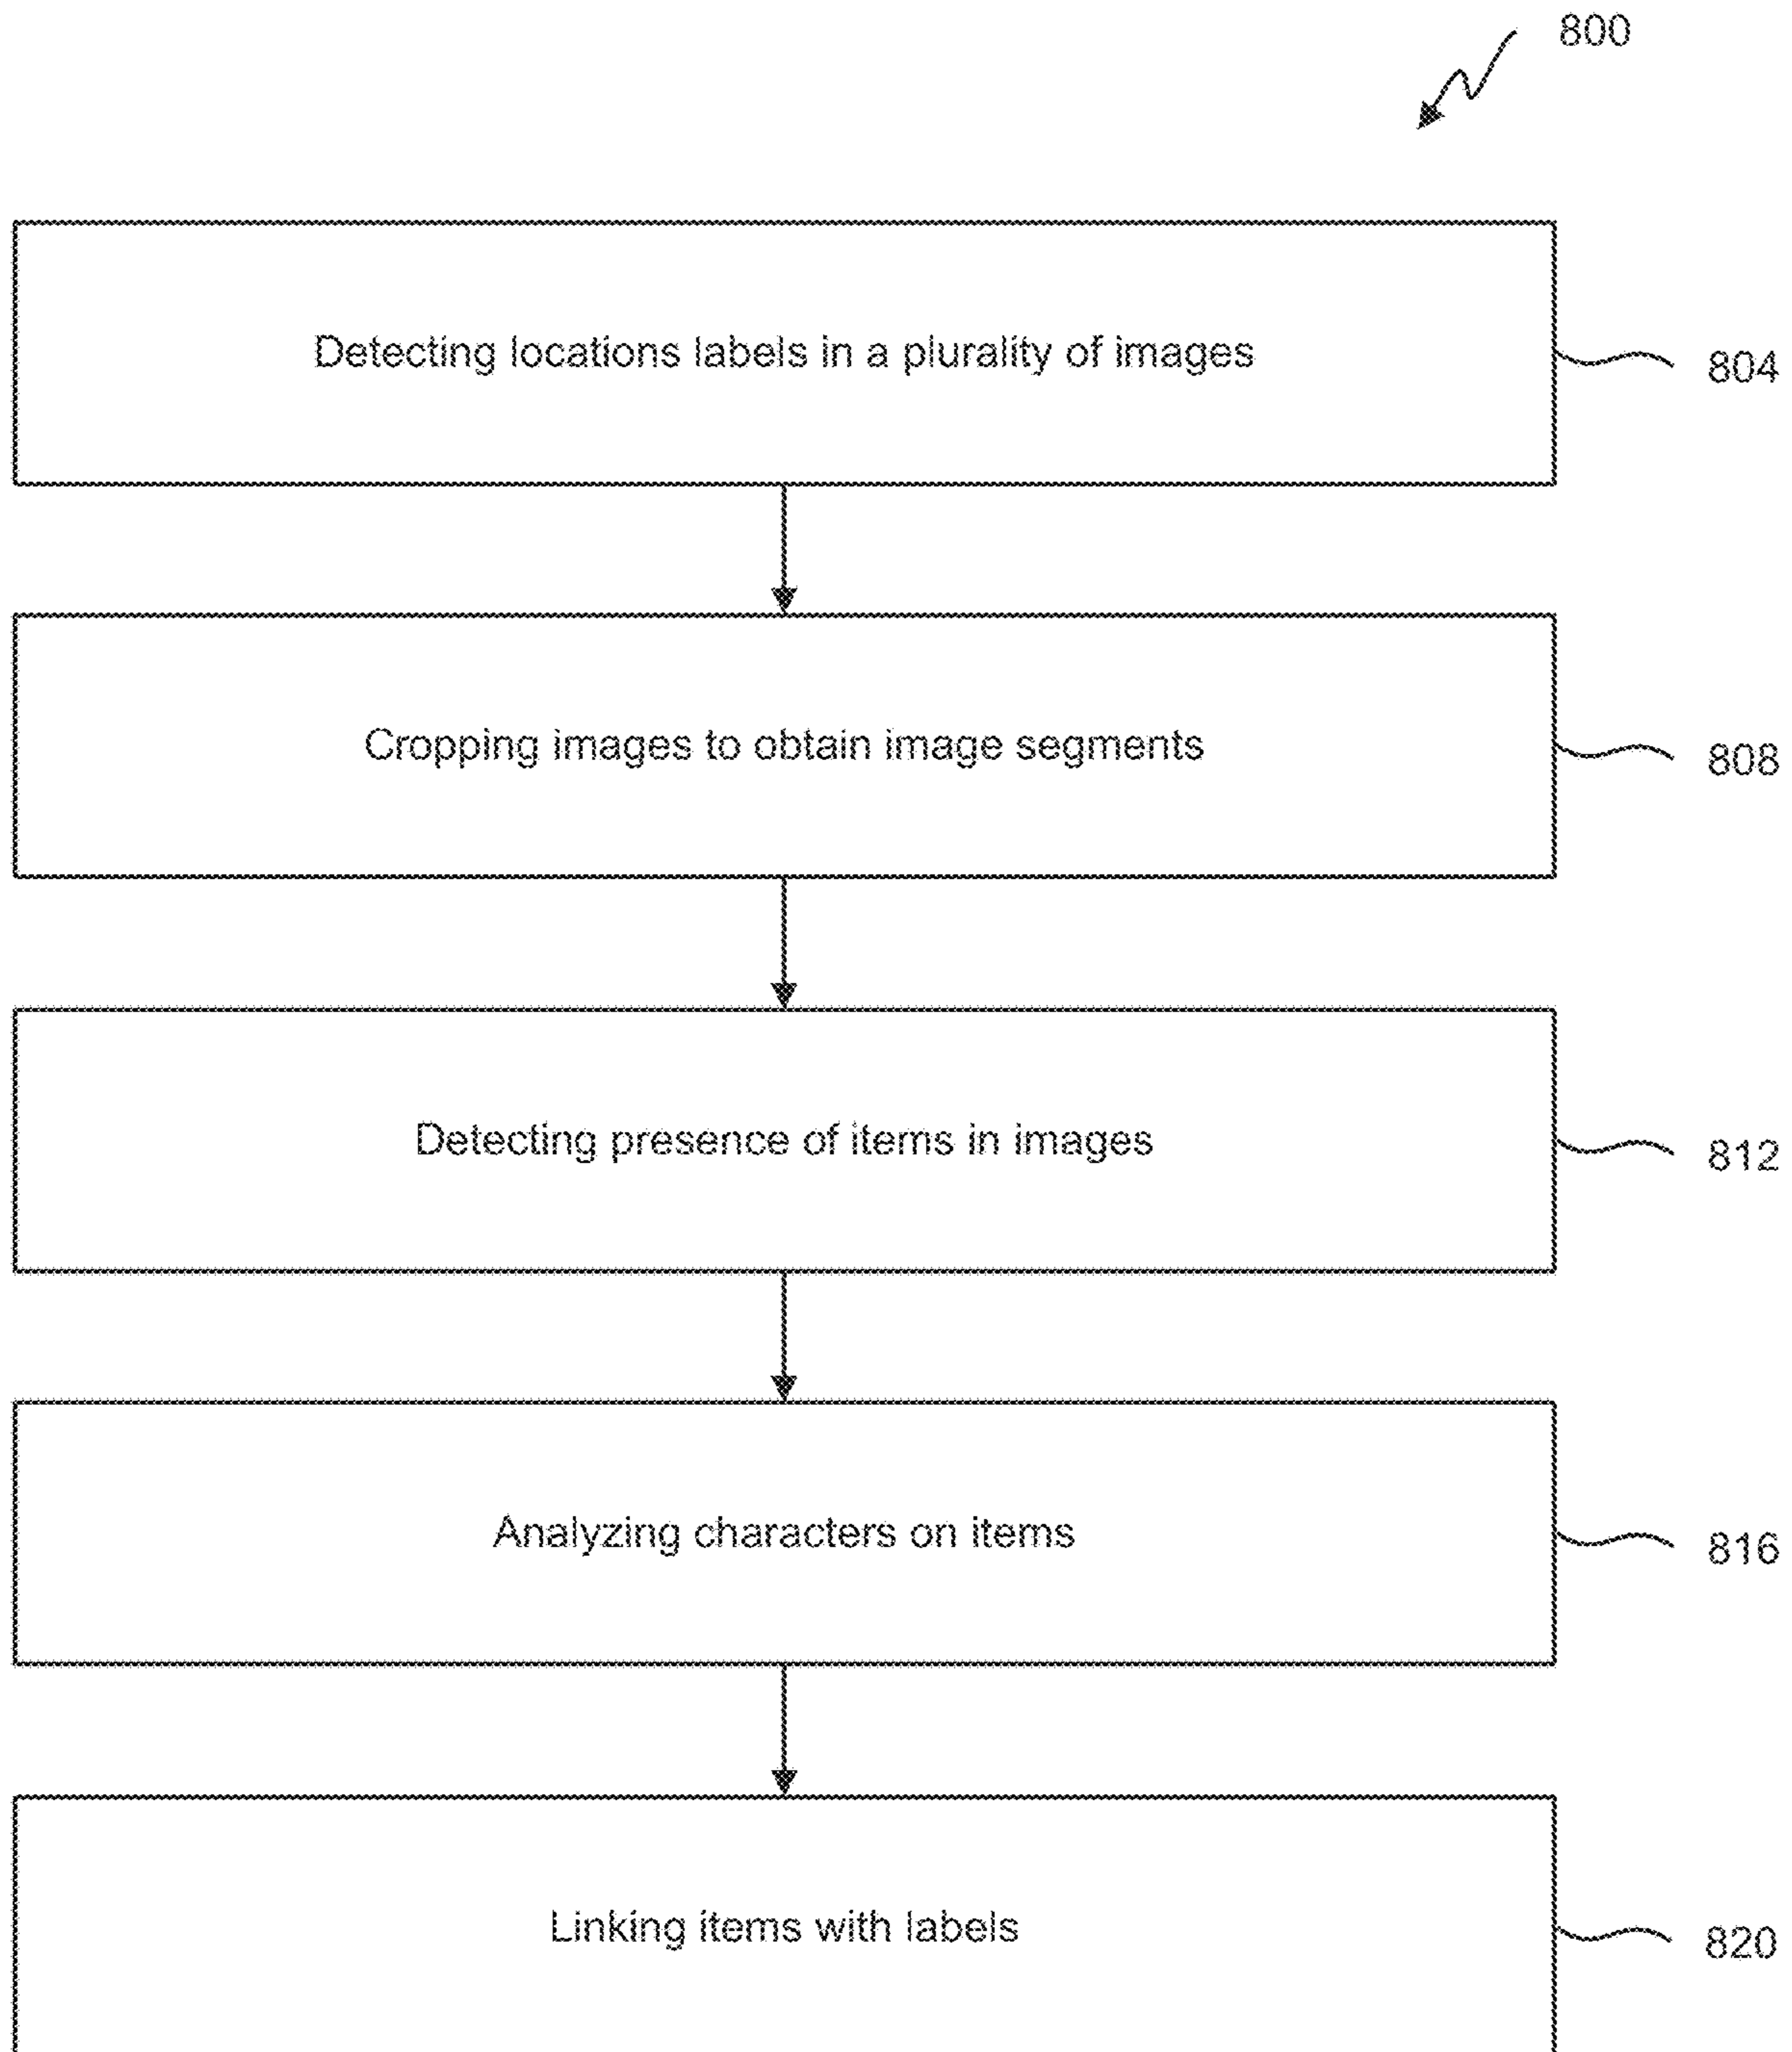 800
Detecting locations labels in a plurality of images
804
Cropping images to obtain image segments
808
Detecting presence of items in images
812
Analyzing characters on items
816
Linking items with labels
820